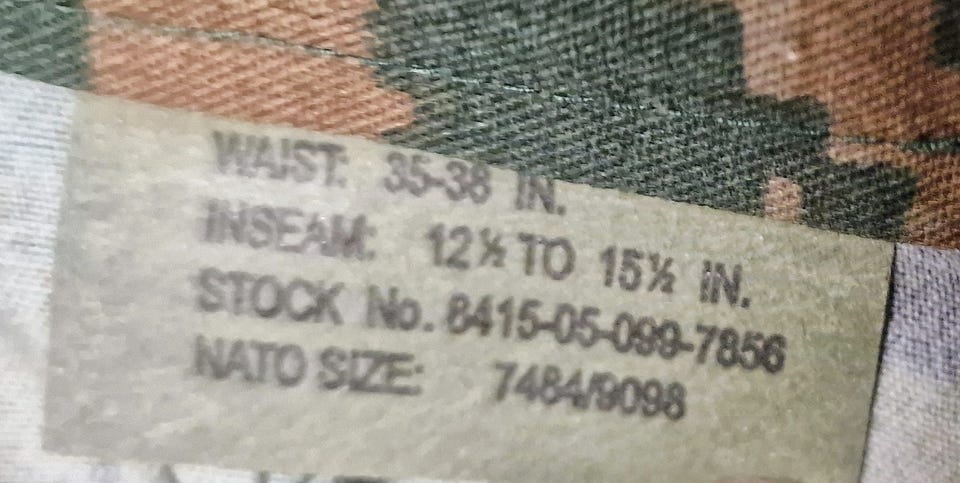 WAIST: 35-38 IN.
INSEAM: 12½ TO 15½ IN.
STOCK No. 8415-05-099-7856
NATO SIZE: 7484/9098